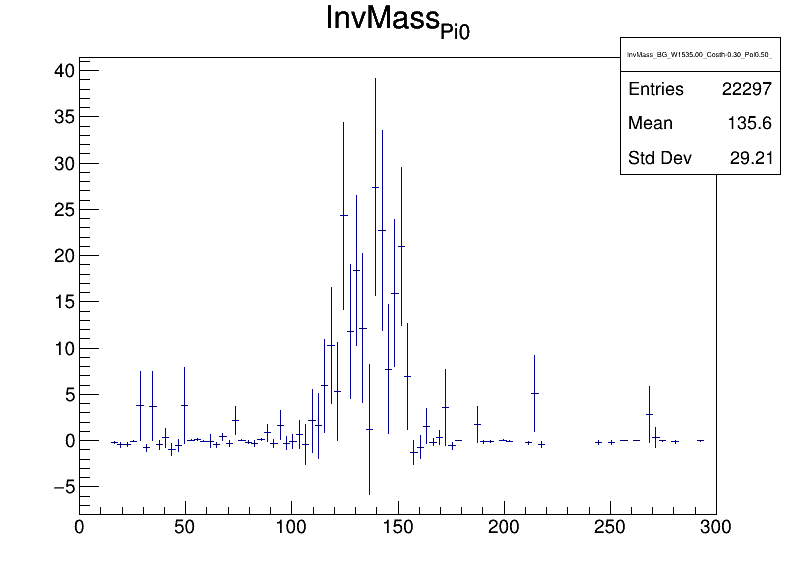 InvMassPi0
InvMass_BG_W1535.00_Costh-0.30_Pol0.50_
Entries 22297
Mean 135.6
Std Dev 29.21
40
35
30
25
20
15
10
5
0
−5
0 50 100 150 200 250 300